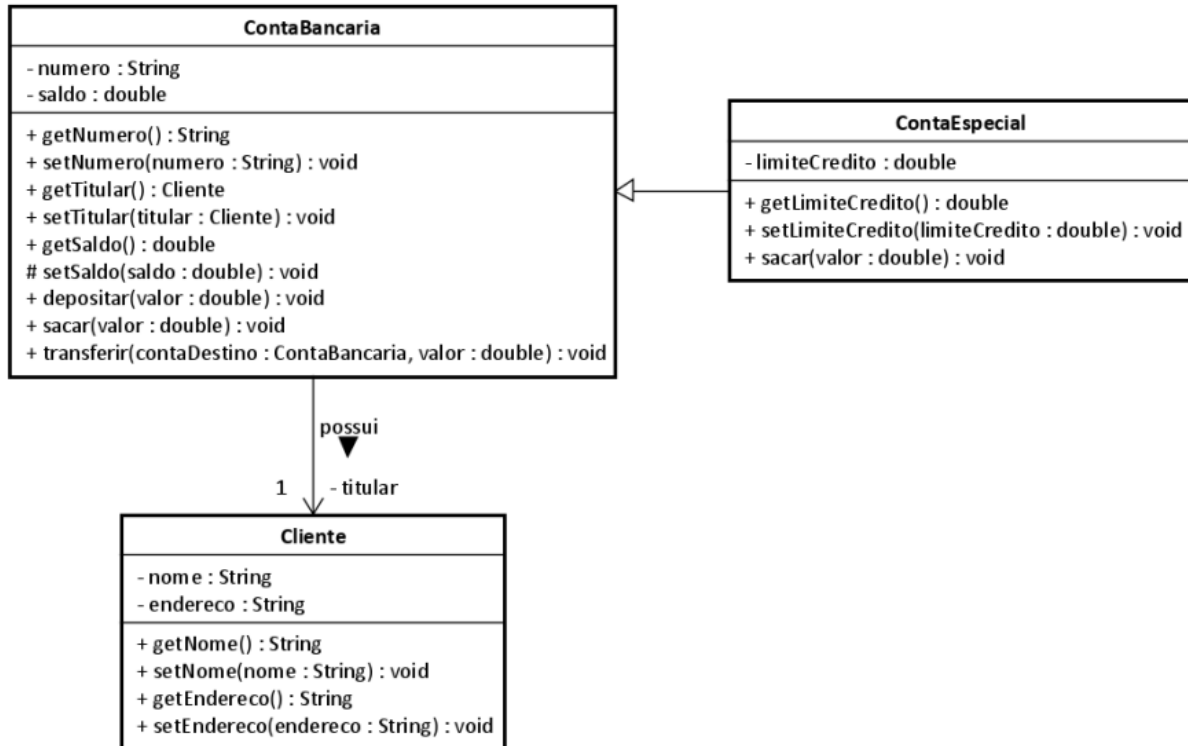 ContaBancaria
- numero : String
- saldo : double
+ getNumero() : String
+ setNumero(numero : String) : void
+ getTitular() : Cliente
+ setTitular(titular : Cliente) : void
+ getSaldo() : double
# setSaldo(saldo : double) : void
+ depositar(valor : double) : void
+ sacar(valor : double) : void
+ transferir(contaDestino : ContaBancaria, valor : double) : void
ContaEspecial
- limiteCredito : double
+ getLimiteCredito() : double
+ setLimiteCredito(limiteCredito : double) : void
+ sacar(valor : double) : void
possui
1 - titular
Cliente
- nome : String
- endereco : String
+ getNome() : String
+ setNome(nome : String) : void
+ getEndereco() : String
+ setEndereco(endereco : String) : void